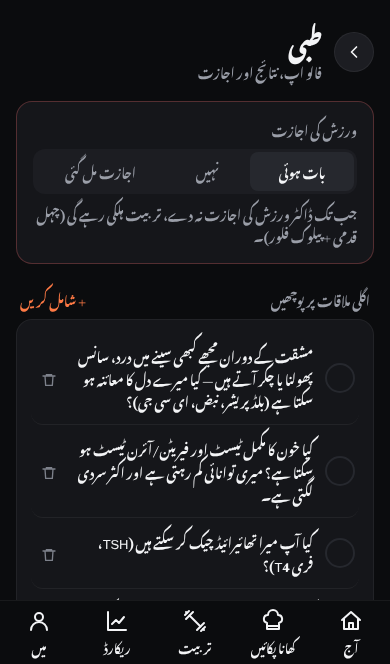 طبی
فالو اپ، نتائج اور اجازت
ورزش کی اجازت
بات ہوئی
نہیں
اجازت مل گئی
جب تک ڈاکٹر ورزش کی اجازت نہ دے، تربیت ہلکی رہے گی (چہل
قدمی + پیلوک فلور)۔
اگلی ملاقات پر پوچھیں
+ شامل کریں
مشقت کے دوران مجھے کبھی سینے میں درد، سانس
پھولنا یا چکر آتے ہیں — کیا میرے دل کا معائنہ ہو
سکتا ہے (بلڈ پریشر، نبض، ای سی جی)؟
کیا خون کا مکمل ٹیسٹ اور فیریٹن/آئرن ٹیسٹ ہو
سکتا ہے؟ میری توانائی کم رہتی ہے اور اکثر سردی
لگتی ہے۔
کیا آپ میرا تھائیرائیڈ چیک کر سکتے ہیں (TSH،
فری T4)؟
آج
کھانا پکائیں
تربیت
ریکارڈ
میں